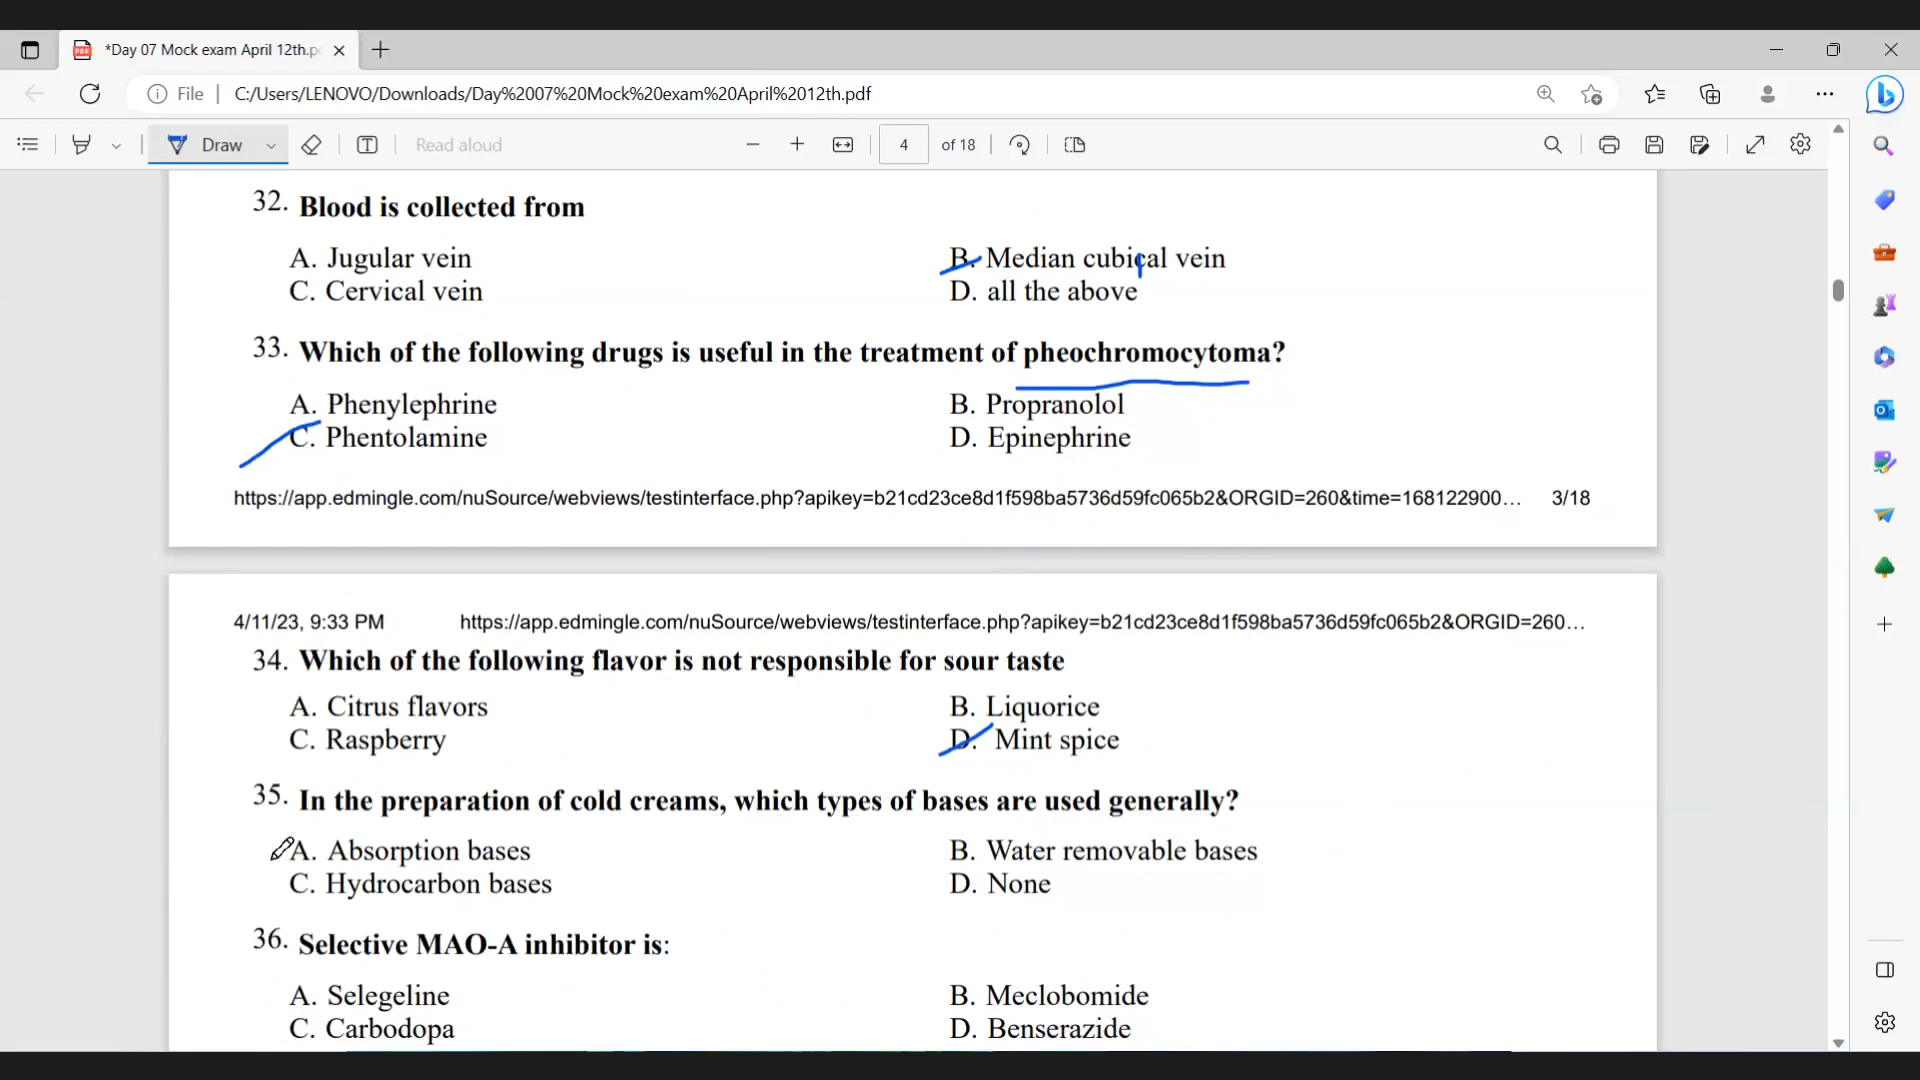 *Day 07 Mock exam April 12th.p
File
C:/Users/LENOVO/Downloads/Day%2007%20Mock%20exam%20April%2012th.pdf
Draw
Read aloud
4 of 18
32. Blood is collected from
A. Jugular vein
B. Median cubical vein
C. Cervical vein
D. all the above
33. Which of the following drugs is useful in the treatment of pheochromocytoma?
A. Phenylephrine
B. Propranolol
C. Phentolamine
D. Epinephrine
https://app.edmingle.com/nuSource/webviews/testinterface.php?apikey=b21cd23ce8d1f598ba5736d59fc065b2&ORGID=260&time=168122900… 3/18
4/11/23, 9:33 PM https://app.edmingle.com/nuSource/webviews/testinterface.php?apikey=b21cd23ce8d1f598ba5736d59fc065b2&ORGID=260…
34. Which of the following flavor is not responsible for sour taste
A. Citrus flavors
B. Liquorice
C. Raspberry
D. Mint spice
35. In the preparation of cold creams, which types of bases are used generally?
A. Absorption bases
B. Water removable bases
C. Hydrocarbon bases
D. None
36. Selective MAO-A inhibitor is:
A. Selegeline
B. Meclobomide
C. Carbodopa
D. Benserazide